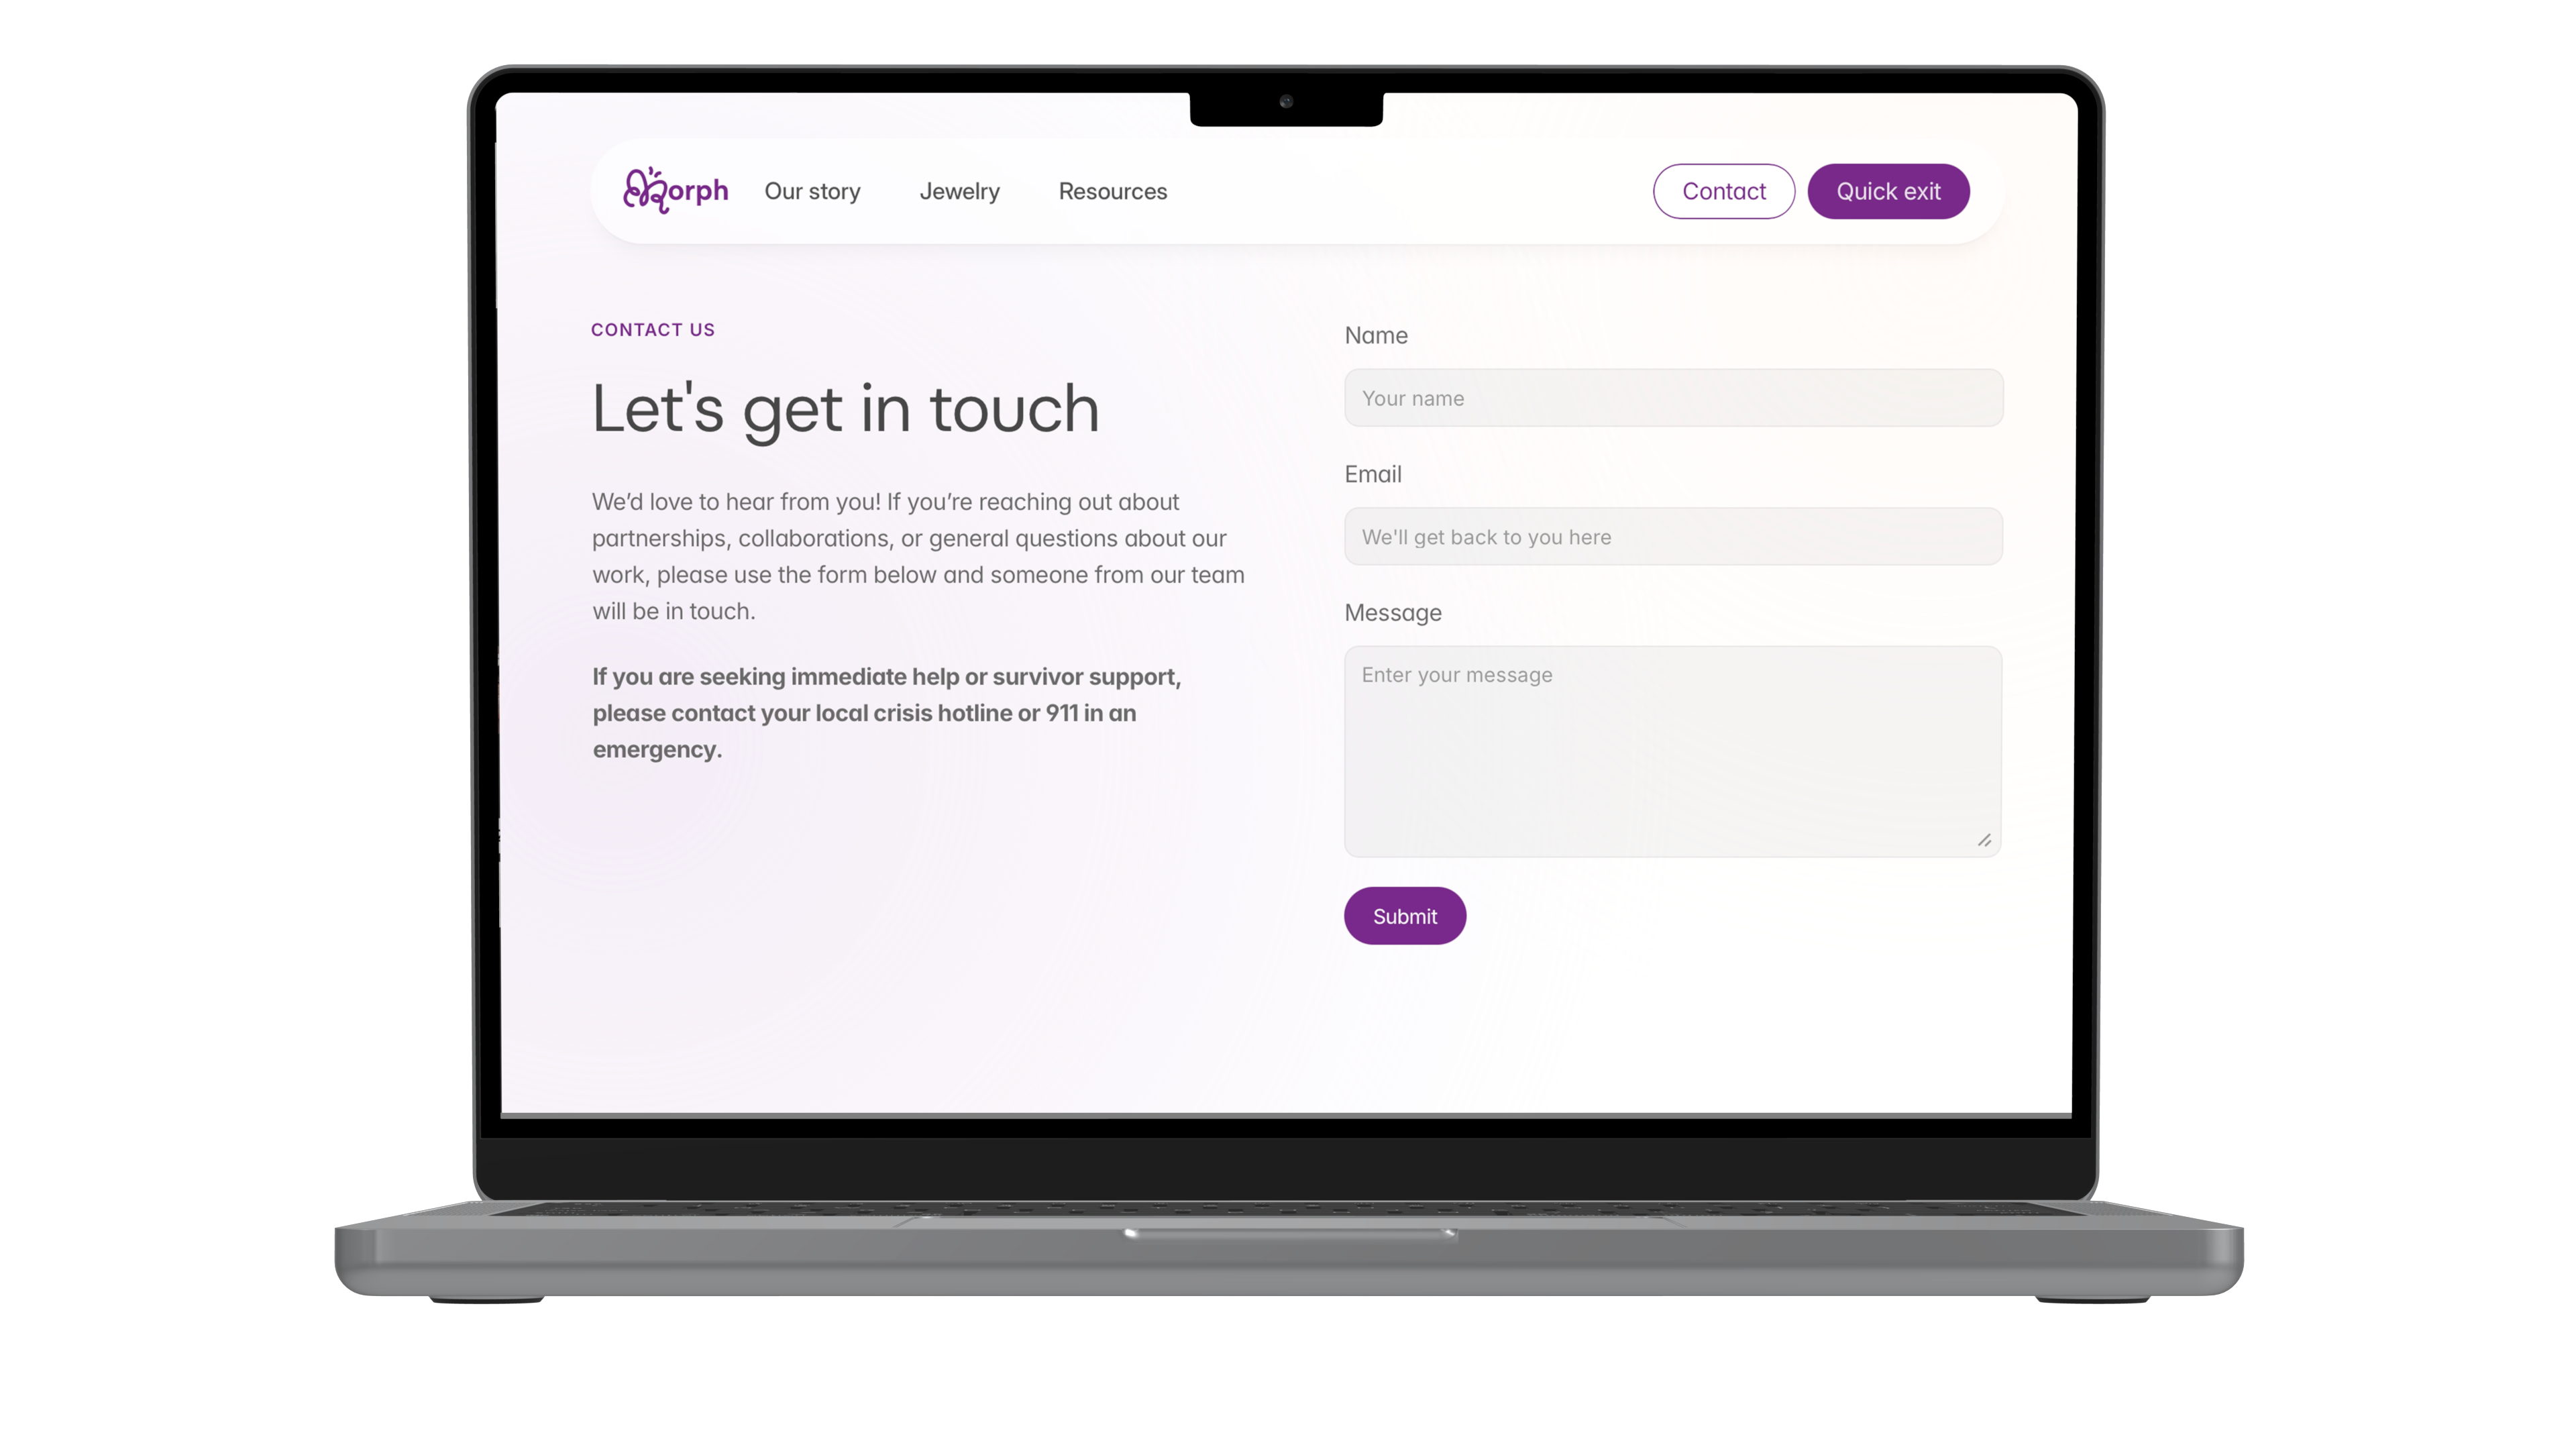 Morph
Our story
Jewelry
Resources
Contact
Quick exit
CONTACT US
Let's get in touch
We’d love to hear from you! If you’re reaching out about
partnerships, collaborations, or general questions about our
work, please use the form below and someone from our team
will be in touch.
If you are seeking immediate help or survivor support,
please contact your local crisis hotline or 911 in an
emergency.
Name
Your name
Email
We'll get back to you here
Message
Enter your message
Submit